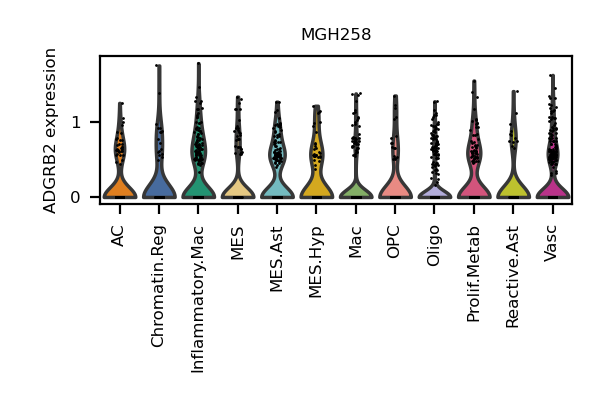 MGH258
ADGRB2 expression
1
0
AC
Chromatin.Reg
Inflammatory.Mac
MES
MES.Ast
MES.Hyp
Mac
OPC
Oligo
Prolif.Metab
Reactive.Ast
Vasc